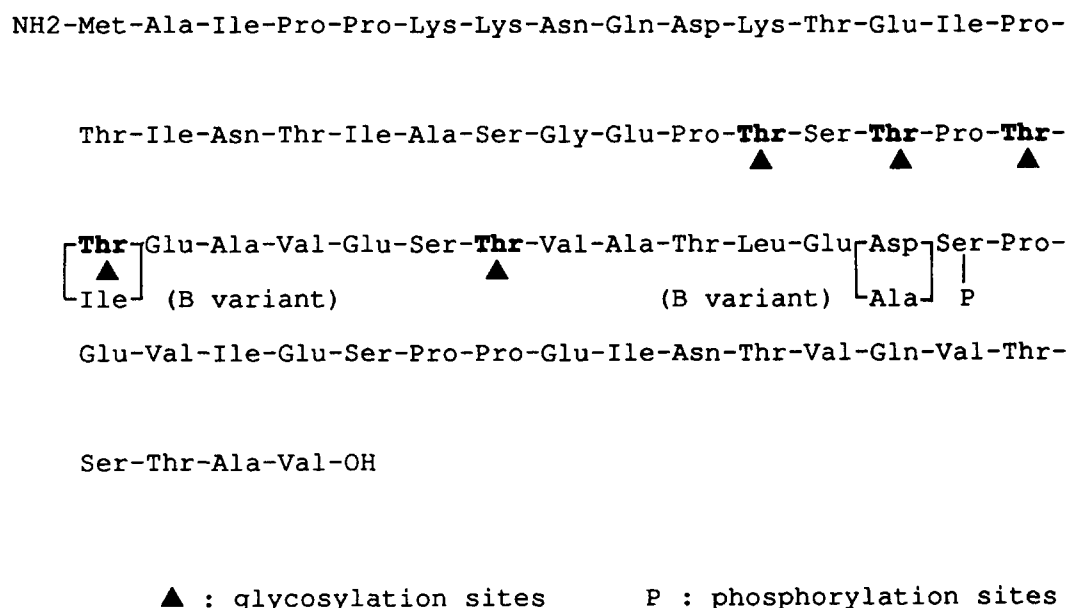 NH2-Met-Ala-Ile-Pro-Pro-Lys-Lys-Asn-Gln-Asp-Lys-Thr-Glu-Ile-Pro-
Thr-Ile-Asn-Thr-Ile-Ala-Ser-Gly-Glu-Pro-Thr-Ser-Thr-Pro-Thr-
Thr-Glu-Ala-Val-Glu-Ser-Thr-Val-Ala-Thr-Leu-Glu-Asp-Ser-Pro-
Ile (B variant) (B variant) Ala P
Glu-Val-Ile-Glu-Ser-Pro-Pro-Glu-Ile-Asn-Thr-Val-Gln-Val-Thr-
Ser-Thr-Ala-Val-OH
▲ : glycosylation sites P : phosphorylation sites